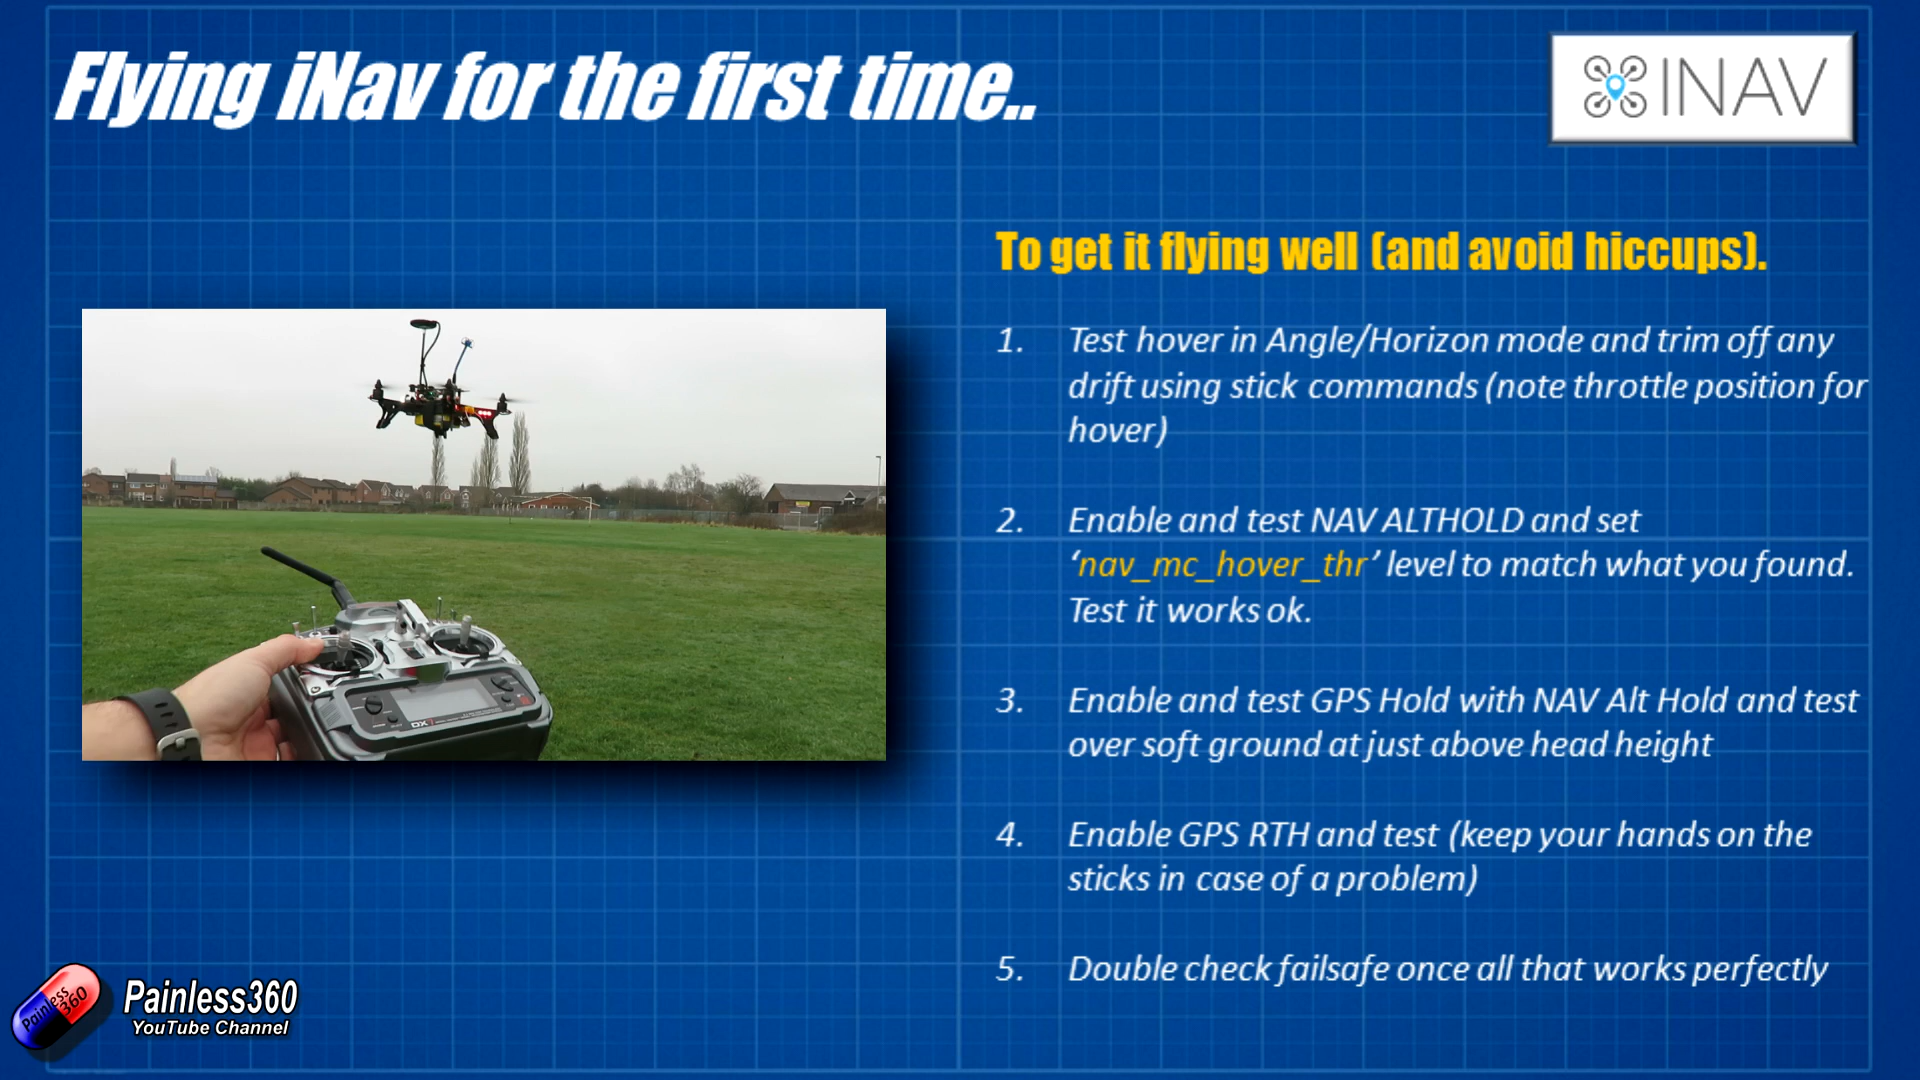 Flying iNav for the first time..
INAV
To get it flying well (and avoid hiccups).
1. Test hover in Angle/Horizon mode and trim off any
drift using stick commands (note throttle position for
hover)
2. Enable and test NAV ALTHOLD and set
‘nav_mc_hover_thr’ level to match what you found.
Test it works ok.
3. Enable and test GPS Hold with NAV Alt Hold and test
over soft ground at just above head height
4. Enable GPS RTH and test (keep your hands on the
sticks in case of a problem)
5. Double check failsafe once all that works perfectly
DX7
Painless
360
Painless360
YouTube Channel